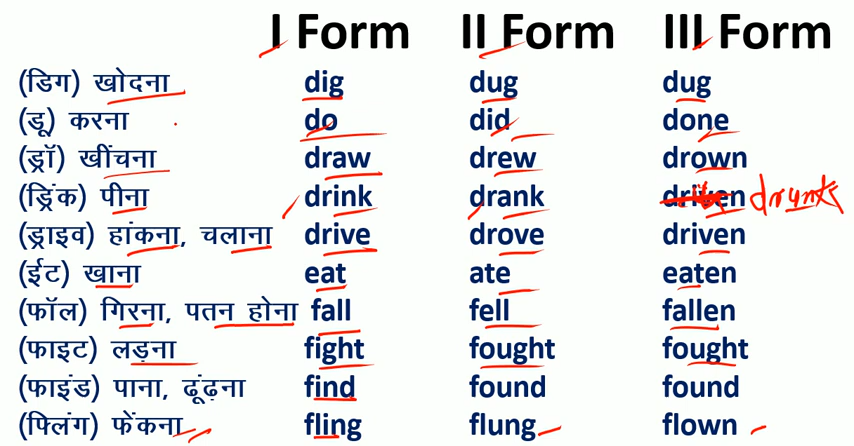 I Form II Form III Form
(डिग) खोदना dig dug dug
(डू) करना do did done
(ड्रॉ) खींचना draw drew drown
(ड्रिंक) पीना drink drank driven drunk
(ड्राइव) हांकना, चलाना drive drove driven
(ईट) खाना eat ate eaten
(फॉल) गिरना, पतन होना fall fell fallen
(फाइट) लड़ना fight fought fought
(फाइंड) पाना, ढूंढ़ना find found found
(फ्लिंग) फेंकना fling flung flown